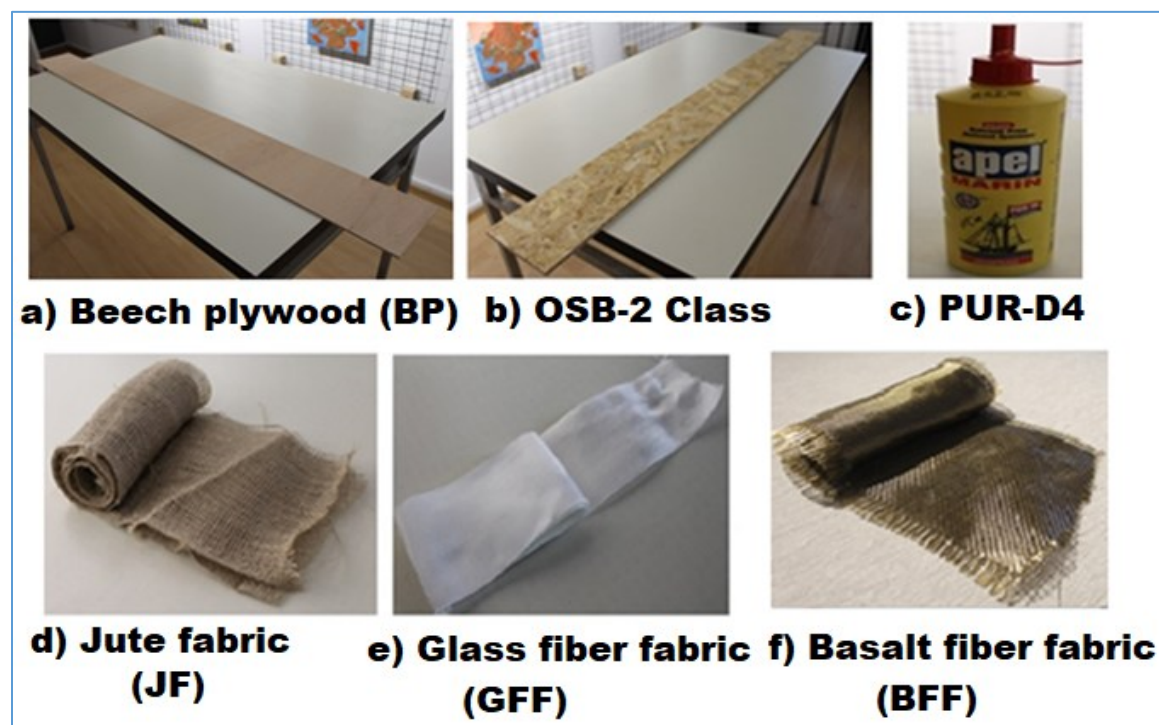 apel
MARIN
a) Beech plywood (BP)
b) OSB-2 Class
c) PUR-D4
d) Jute fabric
(JF)
e) Glass fiber fabric
(GFF)
f) Basalt fiber fabric
(BFF)